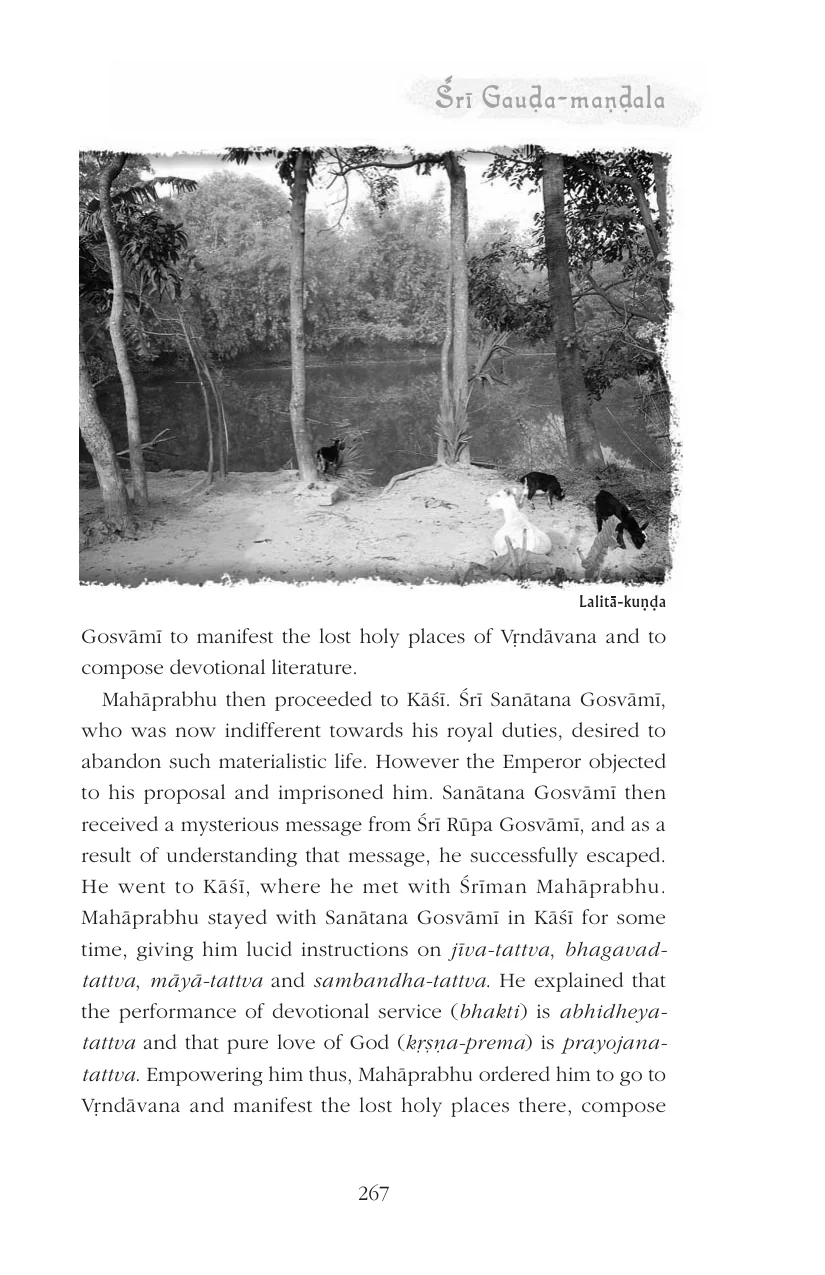 Śrī Gauḍa-maṇḍala
Lalitā-kuṇḍa
Gosvāmī to manifest the lost holy places of Vṛndāvana and to
compose devotional literature.
Mahāprabhu then proceeded to Kāśī. Śrī Sanātana Gosvāmī,
who was now indifferent towards his royal duties, desired to
abandon such materialistic life. However the Emperor objected
to his proposal and imprisoned him. Sanātana Gosvāmī then
received a mysterious message from Śrī Rūpa Gosvāmī, and as a
result of understanding that message, he successfully escaped.
He went to Kāśī, where he met with Śrīman Mahāprabhu.
Mahāprabhu stayed with Sanātana Gosvāmī in Kāśī for some
time, giving him lucid instructions on jīva-tattva, bhagavad-
tattva, māyā-tattva and sambandha-tattva. He explained that
the performance of devotional service (bhakti) is abhidheya-
tattva and that pure love of God (kṛṣṇa-prema) is prayojana-
tattva. Empowering him thus, Mahāprabhu ordered him to go to
Vṛndāvana and manifest the lost holy places there, compose
267